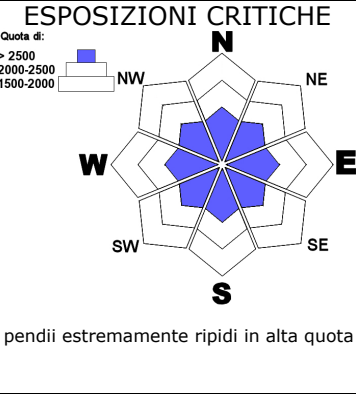 ESPOSIZIONI CRITICHE
Quota di:
> 2500
2000-2500
1500-2000
N
NW
NE
W
E
SW
SE
S
pendii estremamente ripidi in alta quota